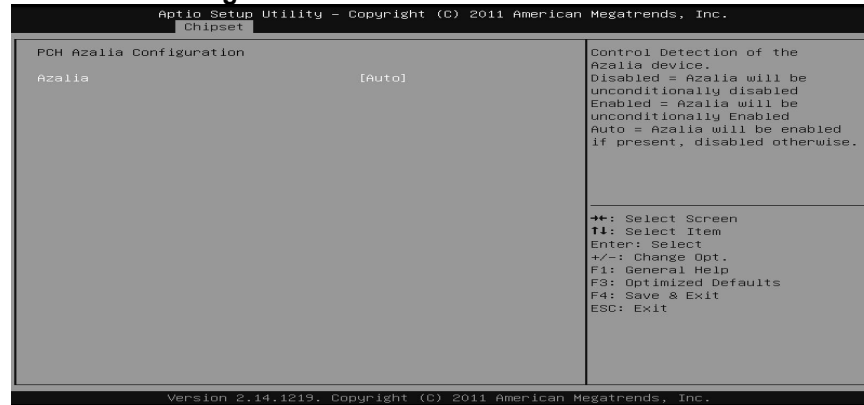 Aptio Setup Utility – Copyright (C) 2011 American Megatrends, Inc.
Chipset
PCH Azalia Configuration
Azalia [Auto]
Control Detection of the
Azalia device.
Disabled = Azalia will be
unconditionally disabled
Enabled = Azalia will be
unconditionally Enabled
Auto = Azalia will be enabled
if present, disabled otherwise.
→←: Select Screen
↑↓: Select Item
Enter: Select
+/-: Change Opt.
F1: General Help
F3: Optimized Defaults
F4: Save & Exit
ESC: Exit
Version 2.14.1219. Copyright (C) 2011 American Megatrends, Inc.